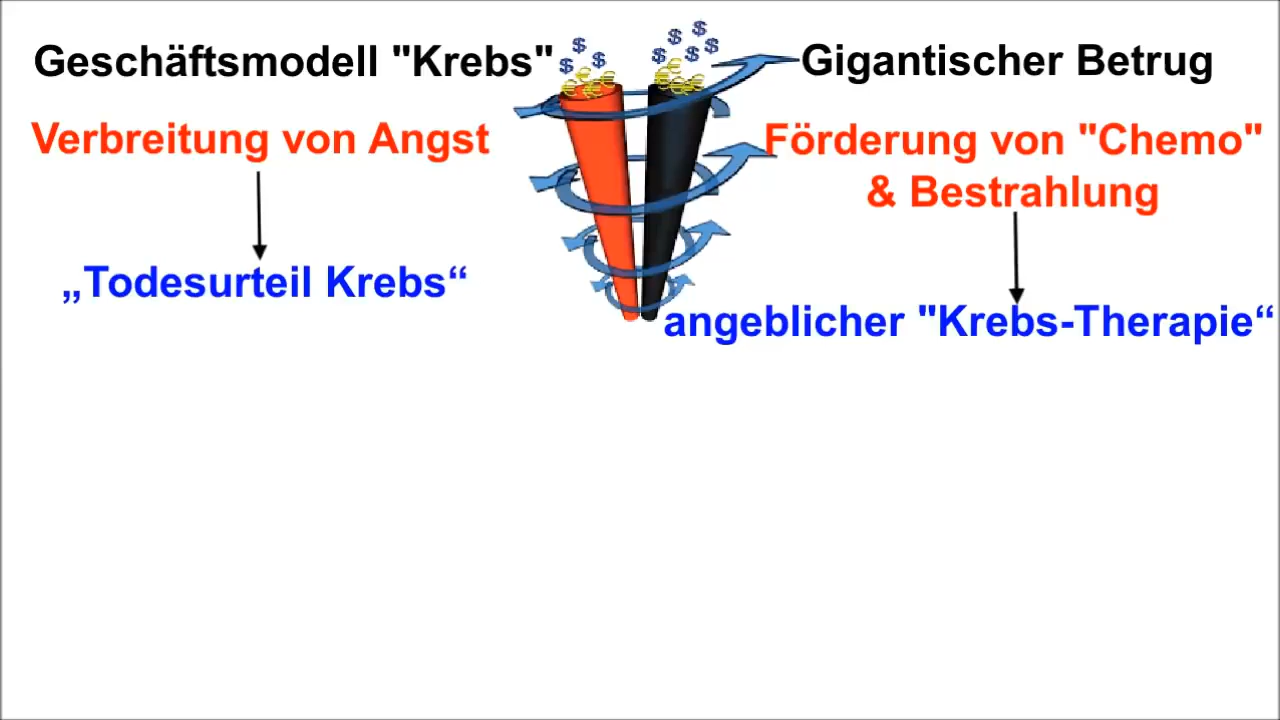 Geschäftsmodell "Krebs"
Verbreitung von Angst
„Todesurteil Krebs“
Gigantischer Betrug
Förderung von "Chemo"
& Bestrahlung
angeblicher "Krebs-Therapie“